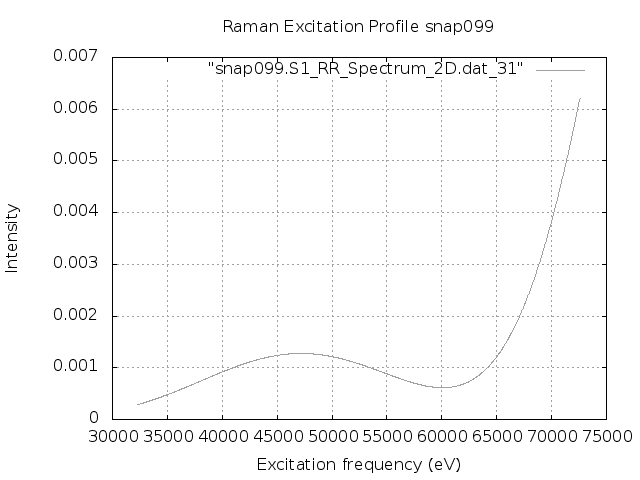 Raman Excitation Profile snap099
"snap099.S1_RR_Spectrum_2D.dat_31"
0.007
0.006
0.005
0.004
0.003
0.002
0.001
0
Intensity
30000 35000 40000 45000 50000 55000 60000 65000 70000 75000
Excitation frequency (eV)